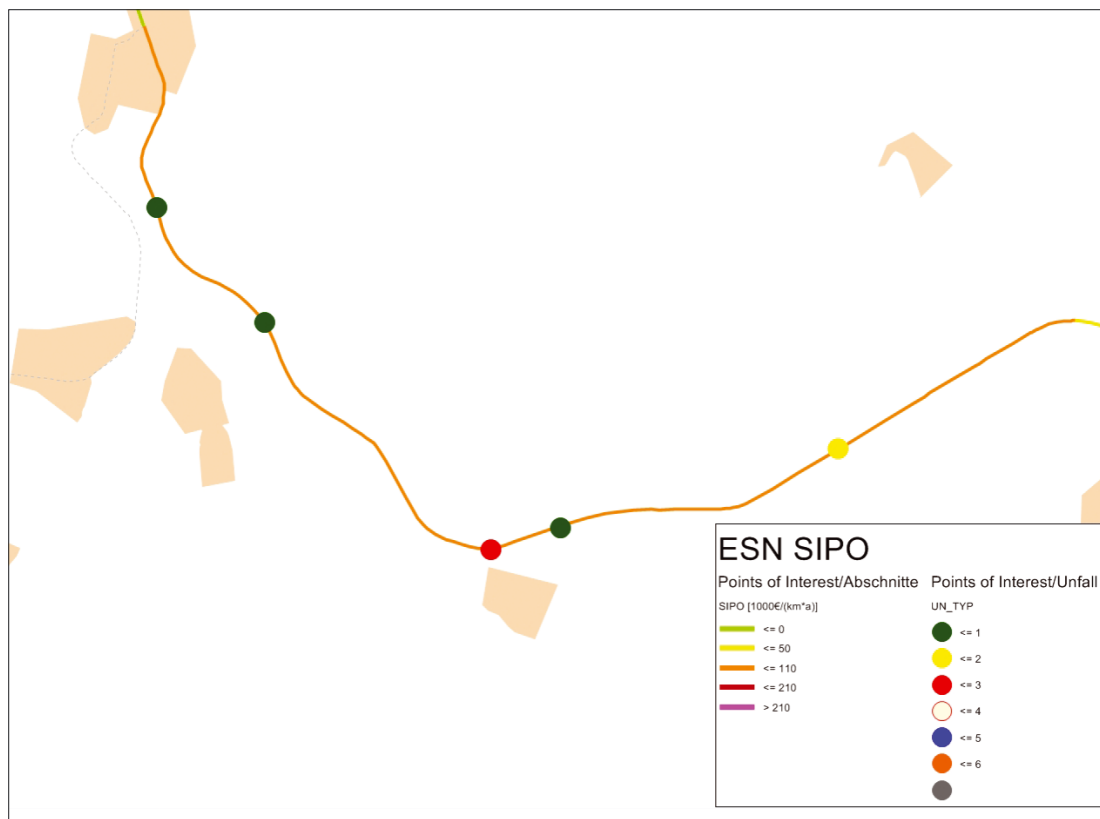 ESN SIPO
Points of Interest/Abschnitte
SIPO [1000€/(km*a)]
<= 0
<= 50
<= 110
<= 210
> 210
Points of Interest/Unfall
UN_TYP
<= 1
<= 2
<= 3
<= 4
<= 5
<= 6